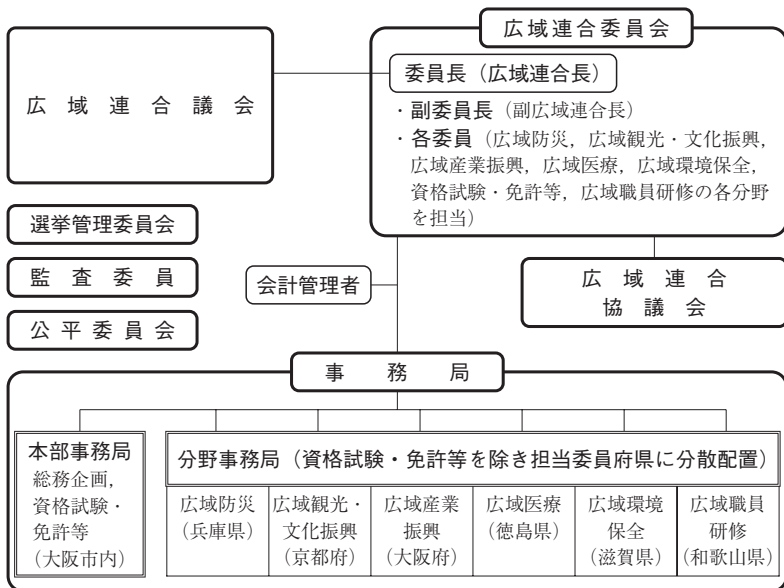 広域連合議会
広域連合委員会
委員長（広域連合長）
・副委員長（副広域連合長）
・各委員（広域防災，広域観光・文化振興，
広域産業振興，広域医療，広域環境保全，
資格試験・免許等，広域職員研修の各分野
を担当）
選挙管理委員会
監査委員
公平委員会
会計管理者
広域連合
協議会
事務局
本部事務局
総務企画，
資格試験・
免許等
（大阪市内）
分野事務局（資格試験・免許等を除き担当委員府県に分散配置）
広域防災
（兵庫県）
広域観光・
文化振興
（京都府）
広域産業
振興
（大阪府）
広域医療
（徳島県）
広域環境
保全
（滋賀県）
広域職員
研修
（和歌山県）